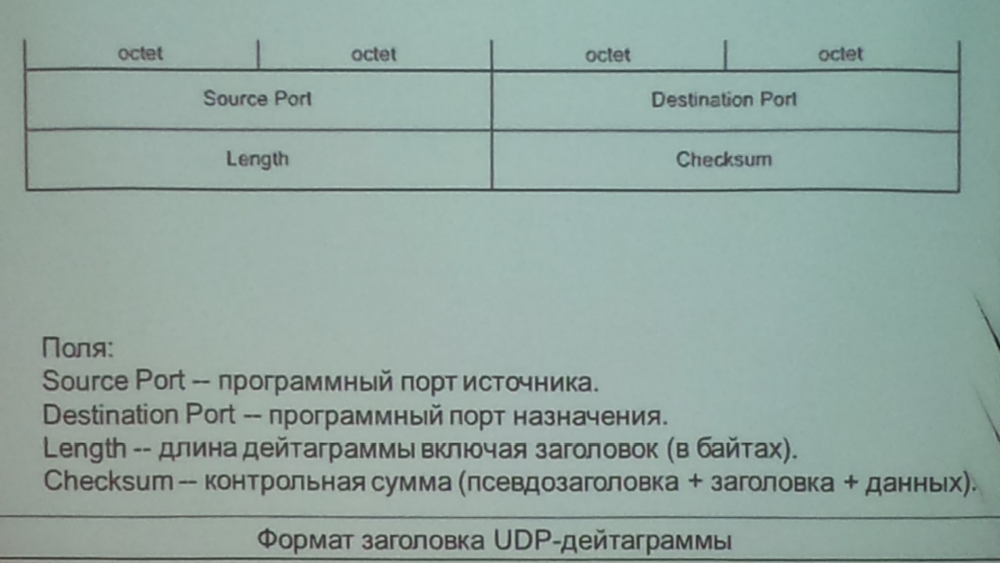 octet octet octet octet
Source Port Destination Port
Length Checksum
Поля:
Source Port -- программный порт источника.
Destination Port -- программный порт назначения.
Length -- длина дейтаграммы включая заголовок (в байтах).
Checksum -- контрольная сумма (псевдозаголовка + заголовка + данных).
Формат заголовка UDP-дейтаграммы